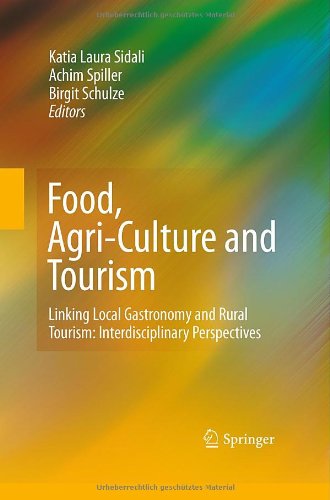 Urheberrechtlich geschütztes Material
Katia Laura Sidali
Achim Spiller
Birgit Schulze
Editors
Food,
Agri-Culture and
Tourism
Linking Local Gastronomy and Rural
Tourism: Interdisciplinary Perspectives
Springer
Urheberrechtlich geschütztes Material